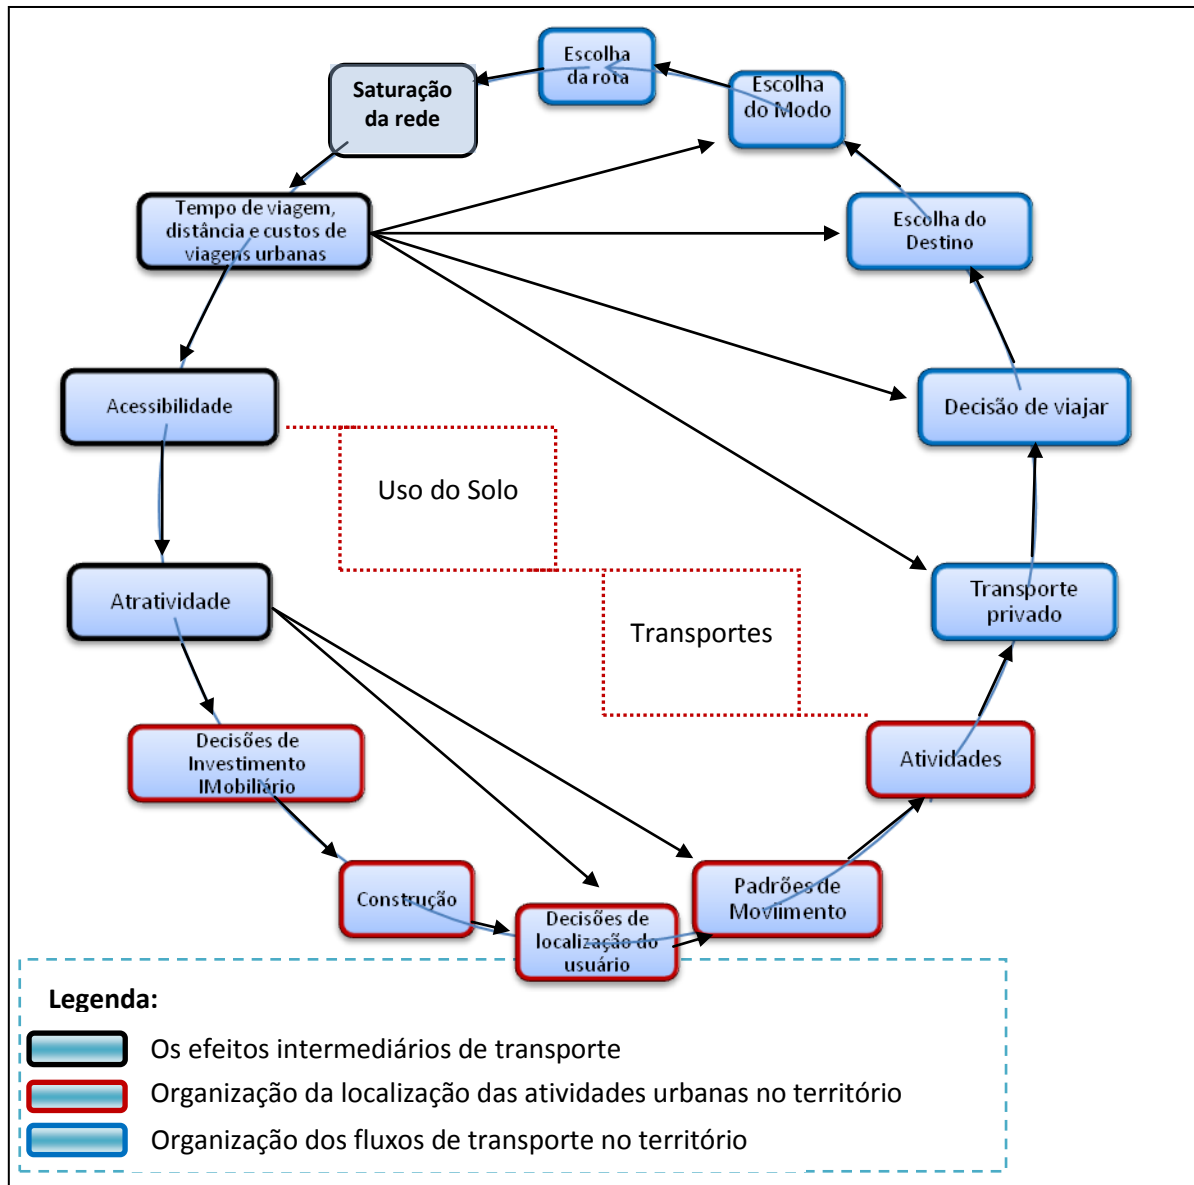 Escolha
da rota
Escolha
do Modo
Saturação
da rede
Tempo de viagem,
distância e custos de
viagens urbanas
Escolha do
Destino
Acessibilidade
Decisão de viajar
Uso do Solo
Atratividade
Transporte
privado
Transportes
Decisões de
Investimento
IMobiliário
Atividades
Construção
Padrões de
Moviimento
Decisões de
localização do
usuário
Legenda:
Os efeitos intermediários de transporte
Organização da localização das atividades urbanas no território
Organização dos fluxos de transporte no território